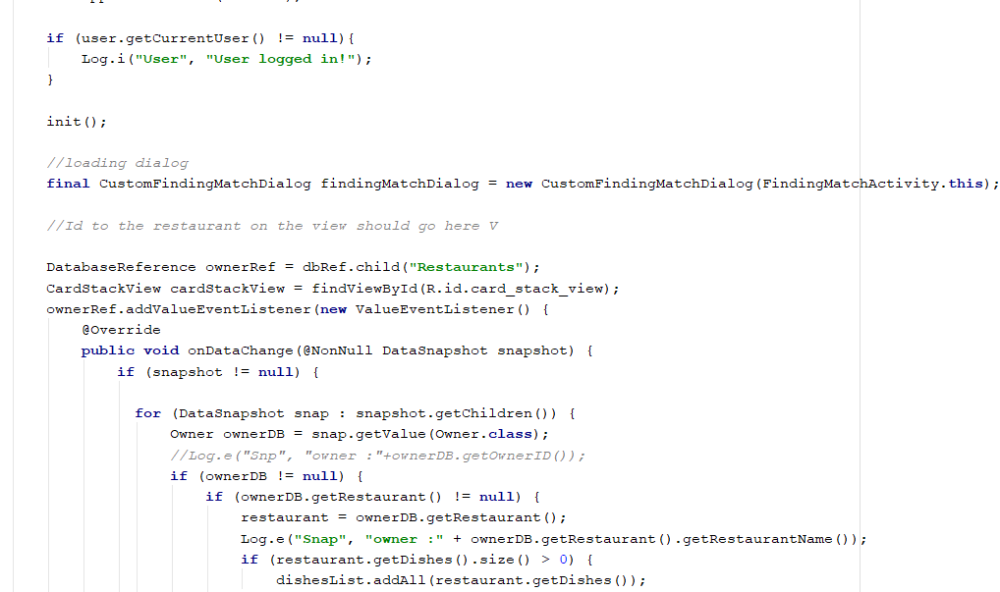 if (user.getCurrentUser() != null){
Log.i("User", "User logged in!");
}
init();
//loading dialog
final CustomFindingMatchDialog findingMatchDialog = new CustomFindingMatchDialog(FindingMatchActivity.this);
//Id to the restaurant on the view should go here V
DatabaseReference ownerRef = dbRef.child("Restaurants");
CardStackView cardStackView = findViewById(R.id.card_stack_view);
ownerRef.addValueEventListener(new ValueEventListener() {
@Override
public void onDataChange(@NonNull DataSnapshot snapshot) {
if (snapshot != null) {
for (DataSnapshot snap : snapshot.getChildren()) {
Owner ownerDB = snap.getValue(Owner.class);
//Log.e("Snp", "owner :"+ownerDB.getOwnerID());
if (ownerDB != null) {
if (ownerDB.getRestaurant() != null) {
restaurant = ownerDB.getRestaurant();
Log.e("Snap", "owner :" + ownerDB.getRestaurant().getRestaurantName());
if (restaurant.getDishes().size() > 0) {
dishesList.addAll(restaurant.getDishes());